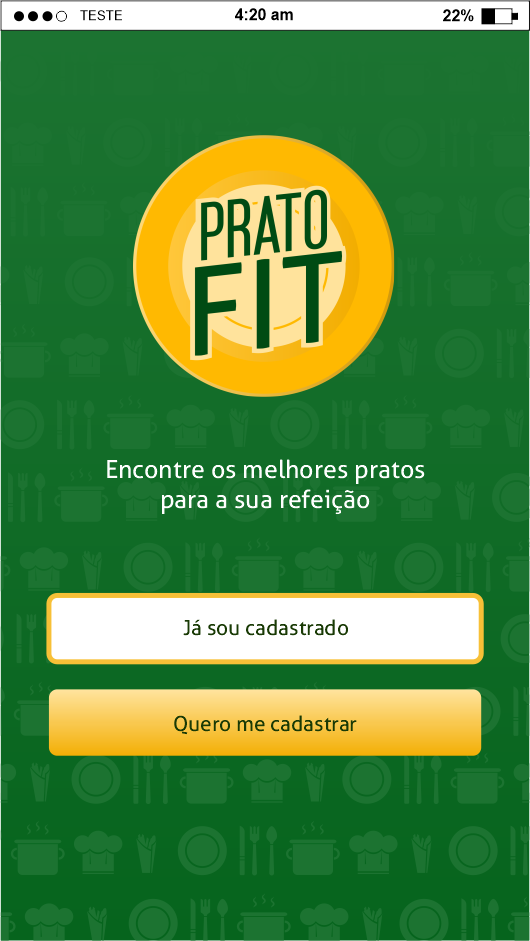 TESTE
4:20 am
22%
PRATO
FIT
Encontre os melhores pratos
para a sua refeição
Já sou cadastrado
Quero me cadastrar